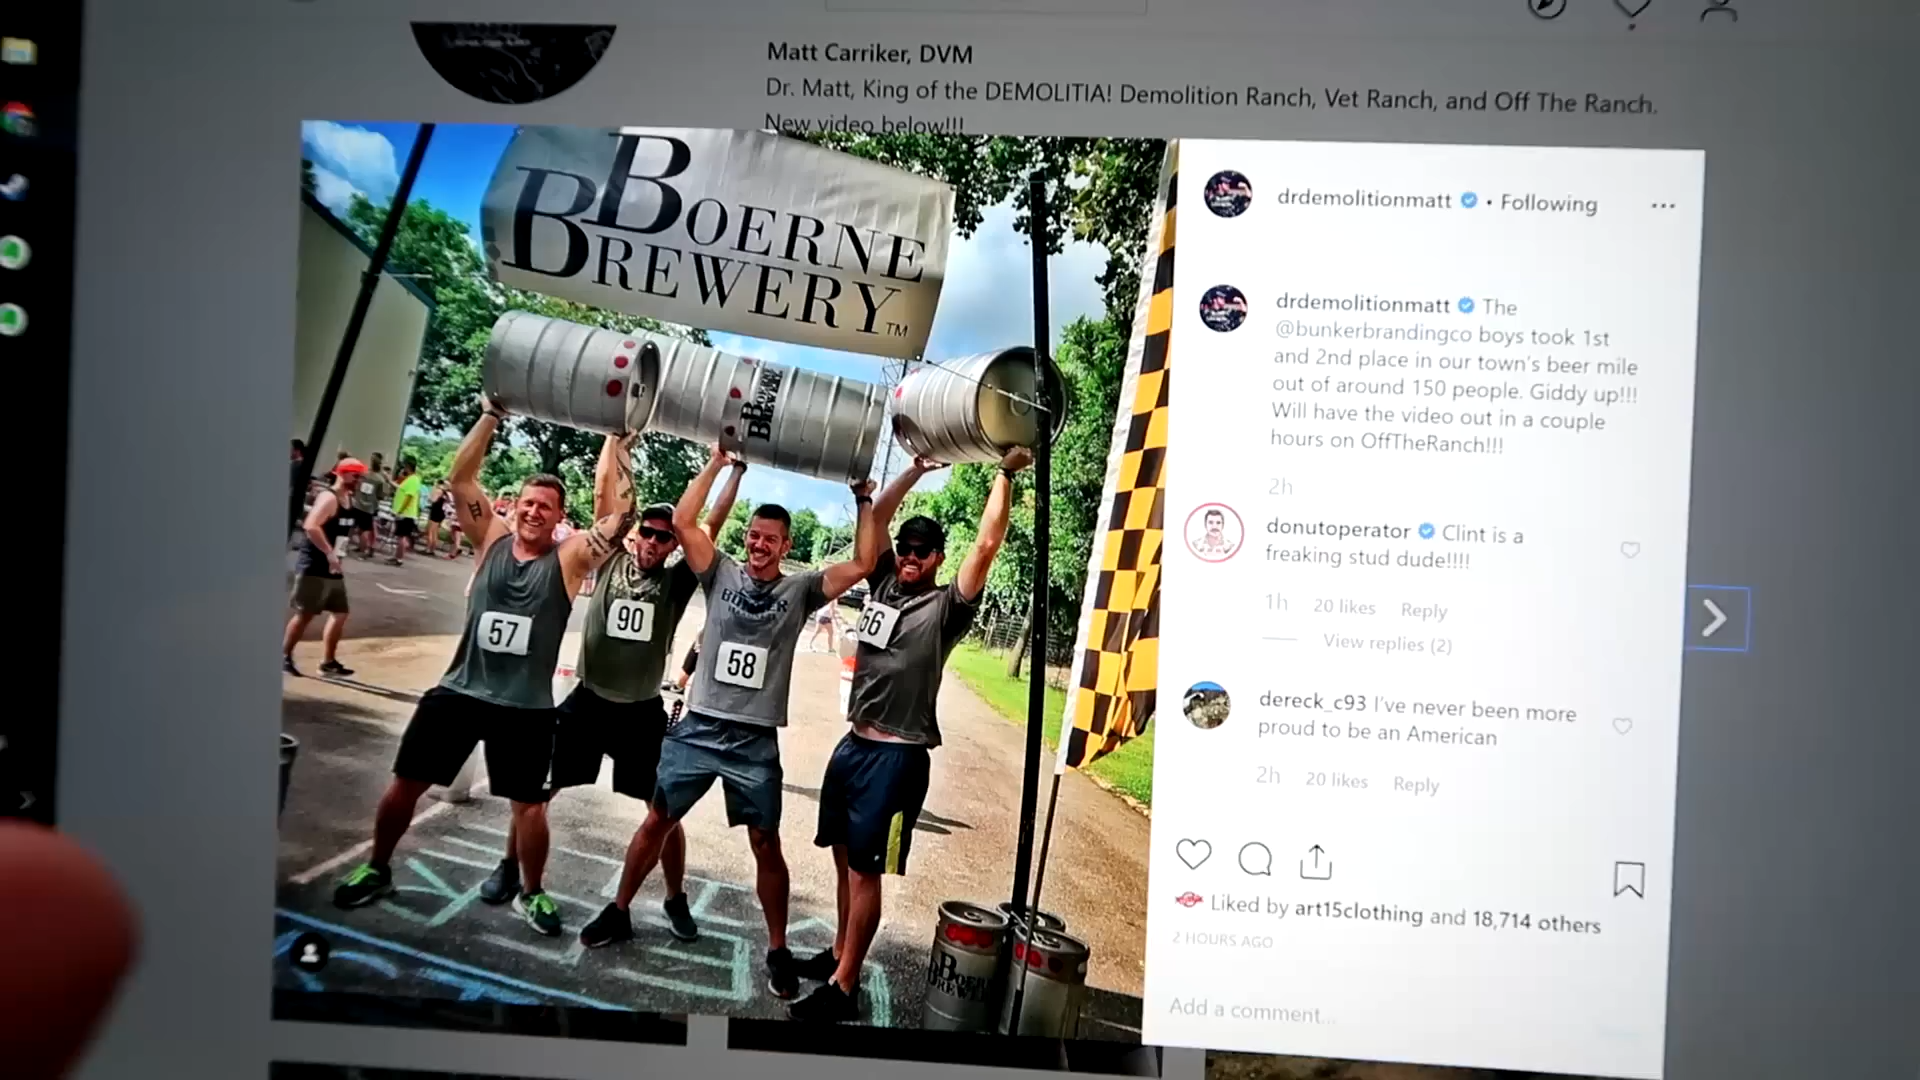 Matt Carriker, DVM
Dr. Matt, King of the DEMOLITIA! Demolition Ranch, Vet Ranch, and Off The Ranch.
New video below!!!
BOERNE
BREWERY™
BOERNE
BREWERY
57
90
58
56
BOERNE
BREWERY
drdemolitionmatt • Following
drdemolitionmatt The
@bunkerbrandingco boys took 1st
and 2nd place in our town's beer mile
out of around 150 people. Giddy up!!!
Will have the video out in a couple
hours on OffTheRanch!!!
2h
donutoperator Clint is a
freaking stud dude!!!!
1h 20 likes Reply
View replies (2)
dereck_c93 I've never been more
proud to be an American
2h 20 likes Reply
Liked by art15clothing and 18,714 others
2 HOURS AGO
Add a comment...